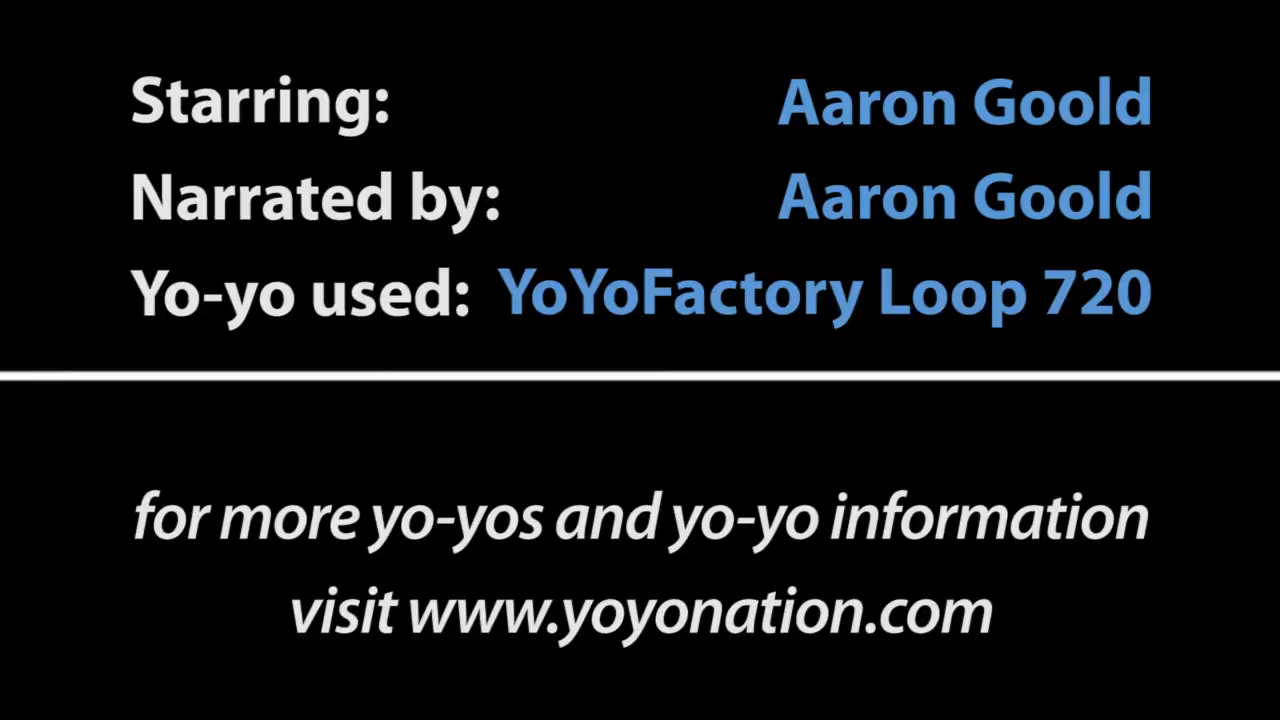 Starring: Aaron Goold
Narrated by: Aaron Goold
Yo-yo used: YoYoFactory Loop 720
for more yo-yos and yo-yo information
visit www.yoyonation.com